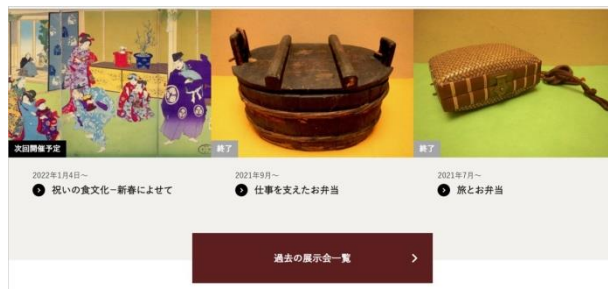 次回開催予定
2022年1月4日〜
祝いの食文化−新春によせて
終了
2021年9月〜
仕事を支えたお弁当
終了
2021年7月〜
旅とお弁当
過去の展示会一覧